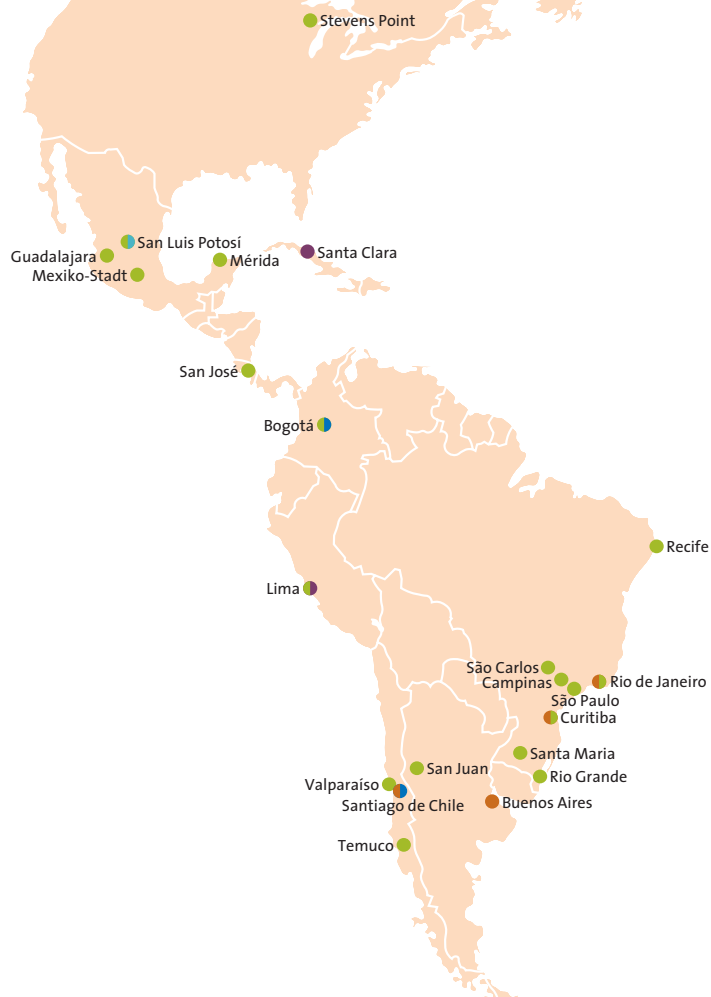 Stevens Point
San Luis Potosí
Guadalajara
Santa Clara
Mérida
Mexiko-Stadt
San José
Bogotá
Recife
Lima
São Carlos
Campinas
Rio de Janeiro
São Paulo
Curitiba
Santa Maria
San Juan
Rio Grande
Valparaíso
Santiago de Chile
Buenos Aires
Temuco